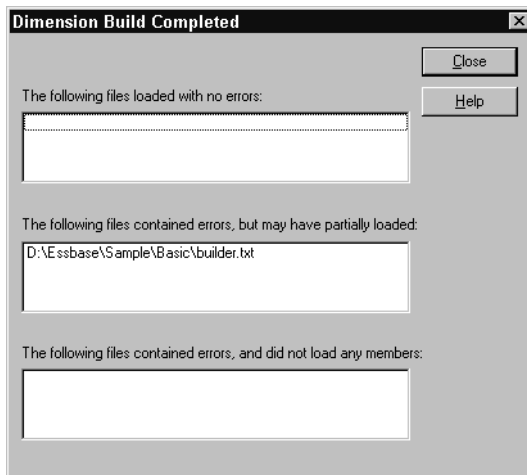 Dimension Build Completed
Close
The following files loaded with no errors:
Help
The following files contained errors, but may have partially loaded:
D:\Essbase\Sample\Basic\builder.txt
The following files contained errors, and did not load any members: